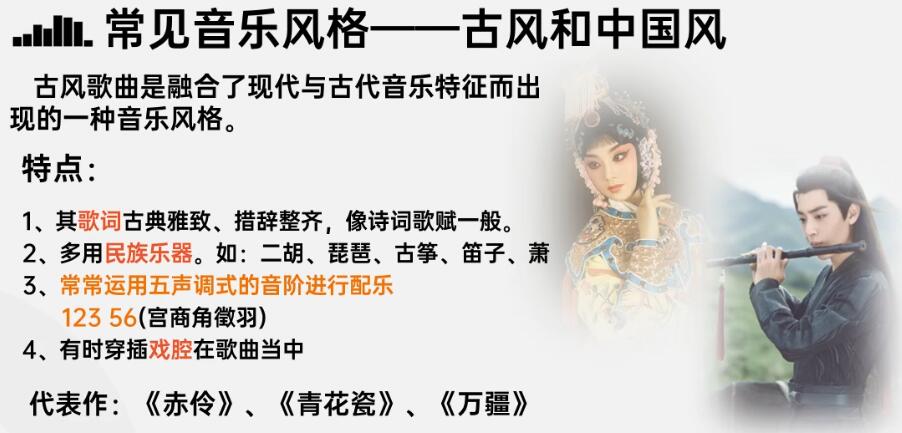 常见音乐风格——古风和中国风
古风歌曲是融合了现代与古代音乐特征而出
现的一种音乐风格。
特点：
1、其歌词古典雅致、措辞整齐，像诗词歌赋一般。
2、多用民族乐器。如：二胡、琵琶、古筝、笛子、萧
3、常常运用五声调式的音阶进行配乐
123 56(宫商角徵羽)
4、有时穿插戏腔在歌曲当中
代表作：《赤伶》、《青花瓷》、《万疆》